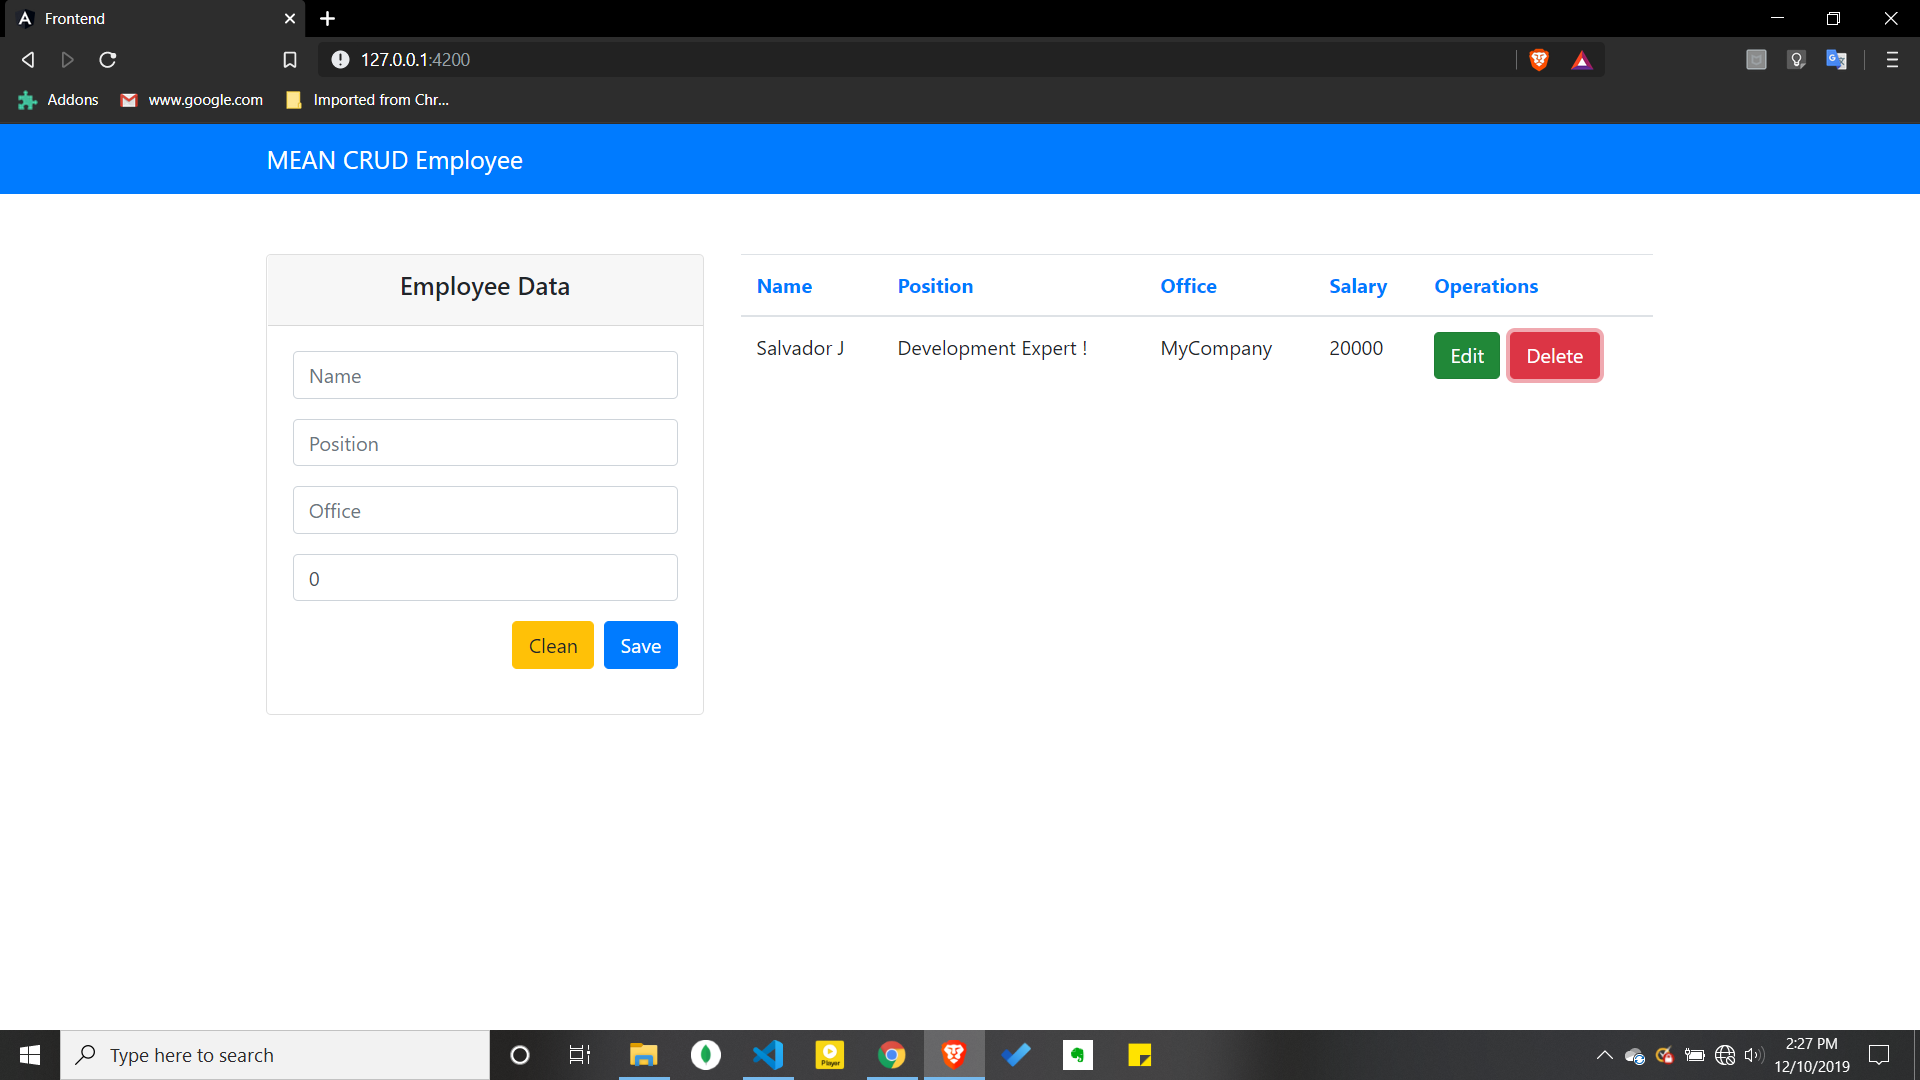 Frontend
127.0.0.1:4200
Addons
www.google.com
Imported from Chr...
MEAN CRUD Employee
Employee Data
Name
Position
Office
0
Clean
Save
Name Position Office Salary Operations
Salvador J Development Expert ! MyCompany 20000 Edit Delete
Type here to search
Player
2:27 PM
12/10/2019